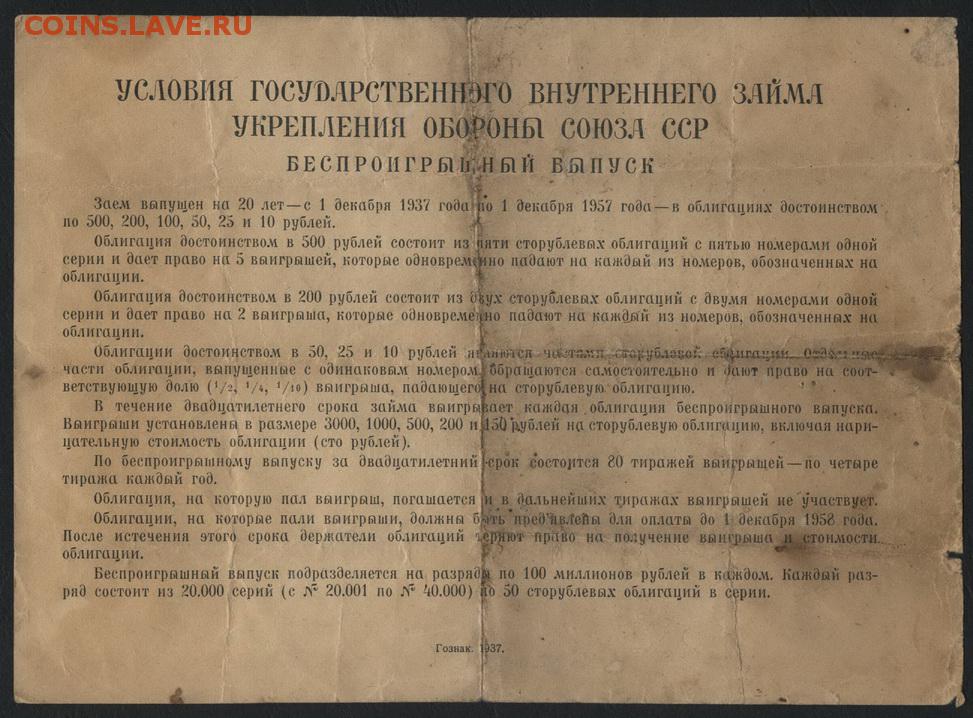 COINS.LAVE.RU
УСЛОВИЯ ГОСУДАРСТВЕННОГО ВНУТРЕННЕГО ЗАЙМА
УКРЕПЛЕНИЯ ОБОРОНЫ СОЮЗА ССР
БЕСПРОИГРЫШНЫЙ ВЫПУСК
Заем выпущен на 20 лет — с 1 декабря 1937 года по 1 декабря 1957 года — в облигациях достоинством
по 500, 200, 100, 50, 25 и 10 рублей.
Облигация достоинством в 500 рублей состоит из пяти сторублевых облигаций с пятью номерами одной
серии и дает право на 5 выигрышей, которые одновременно падают на каждый из номеров, обозначенных на
облигации.
Облигация достоинством в 200 рублей состоит из двух сторублевых облигаций с двумя номерами одной
серии и дает право на 2 выигрыша, которые одновременно падают на каждый из номеров, обозначенных на
облигации.
Облигации достоинством в 50, 25 и 10 рублей являются частями сторублевой облигации. Отдельные
части облигации, выпущенные с одинаковым номером, обращаются самостоятельно и дают право на соот-
ветствующую долю (1/2, 1/4, 1/10) выигрыша, падающего на сторублевую облигацию.
В течение двадцатилетнего срока займа выигрывает каждая облигация беспроигрышного выпуска.
Выигрыши установлены в размере 3000, 1000, 500, 200 и 150 рублей на сторублевую облигацию, включая нари-
цательную стоимость облигации (сто рублей).
По беспроигрышному выпуску за двадцатилетний срок состоится 80 тиражей выигрышей — по четыре
тиража каждый год.
Облигация, на которую пал выигрыш, погашается и в дальнейших тиражах выигрышей не участвует.
Облигации, на которые пали выигрыши, должны быть пред'явлены для оплаты до 1 декабря 1958 года.
После истечения этого срока держатели облигаций теряют право на получение выигрыша и стоимости
облигации.
Беспроигрышный выпуск подразделяется на разряды по 100 миллионов рублей в каждом. Каждый раз-
ряд состоит из 20.000 серий (с № 20.001 по № 40.000) по 50 сторублевых облигаций в серии.
Гознак. 1937.